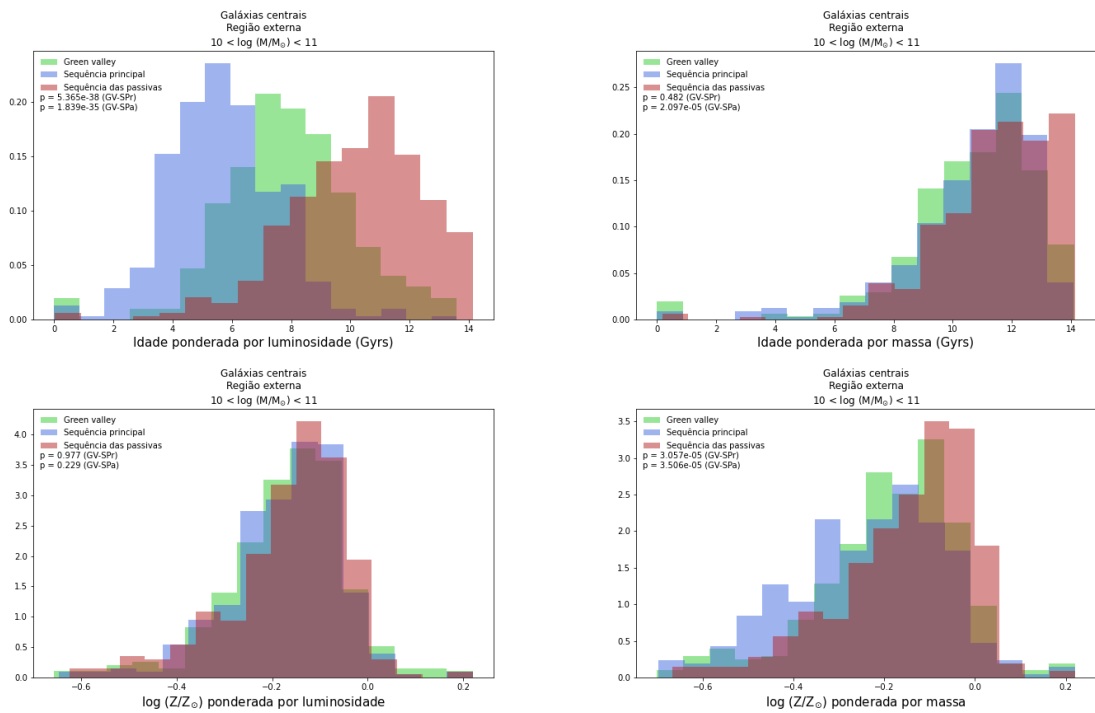 Galáxias centrais
Região externa
10 < log (M/M☉) < 11
Green valley
Sequência principal
Sequência das passivas
p = 5.365e-38 (GV-SPr)
p = 1.839e-35 (GV-SPa)
0.20
0.15
0.10
0.05
0.00
0 2 4 6 8 10 12 14
Idade ponderada por luminosidade (Gyrs)
Galáxias centrais
Região externa
10 < log (M/M☉) < 11
Green valley
Sequência principal
Sequência das passivas
p = 0.482 (GV-SPr)
p = 2.097e-05 (GV-SPa)
0.25
0.20
0.15
0.10
0.05
0.00
0 2 4 6 8 10 12 14
Idade ponderada por massa (Gyrs)
Galáxias centrais
Região externa
10 < log (M/M☉) < 11
Green valley
Sequência principal
Sequência das passivas
p = 0.977 (GV-SPr)
p = 0.229 (GV-SPa)
4.0
3.5
3.0
2.5
2.0
1.5
1.0
0.5
0.0
−0.6 −0.4 −0.2 0.0 0.2
log (Z/Z☉) ponderada por luminosidade
Galáxias centrais
Região externa
10 < log (M/M☉) < 11
Green valley
Sequência principal
Sequência das passivas
p = 3.057e-05 (GV-SPr)
p = 3.506e-05 (GV-SPa)
3.5
3.0
2.5
2.0
1.5
1.0
0.5
0.0
−0.6 −0.4 −0.2 0.0 0.2
log (Z/Z☉) ponderada por massa